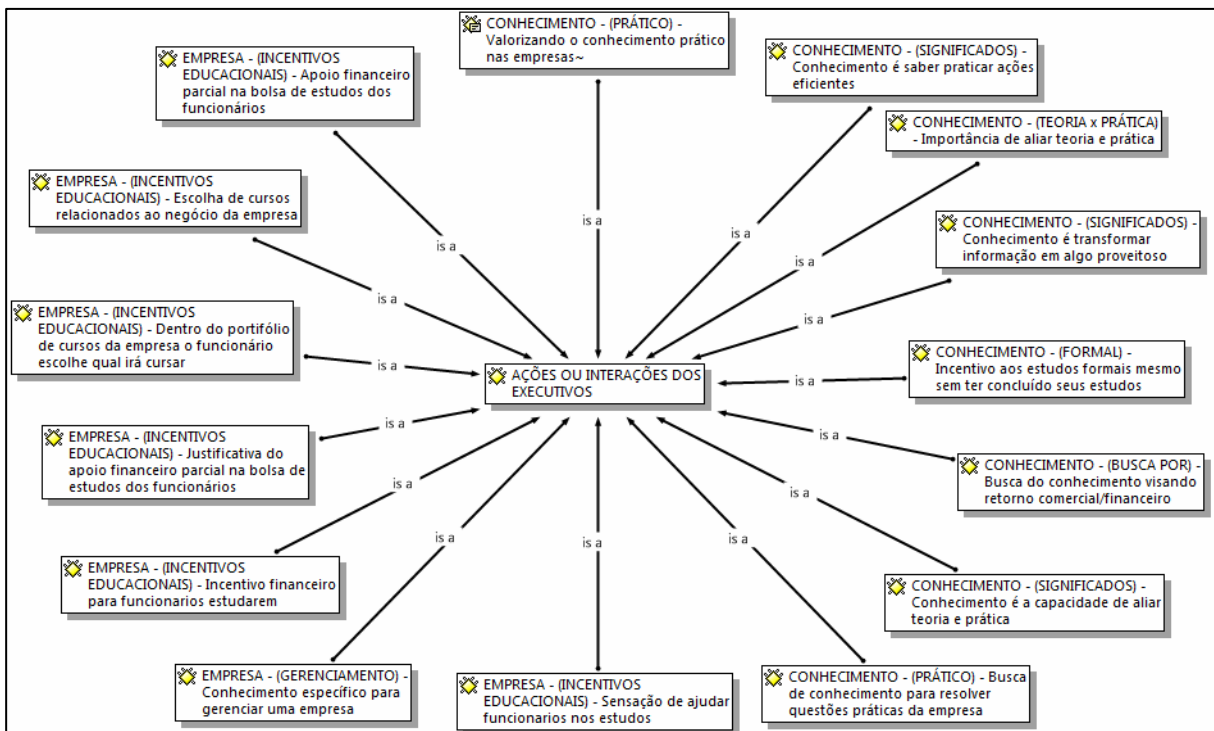 CONHECIMENTO - (PRÁTICO) -
Valorizando o conhecimento prático
nas empresas~
EMPRESA - (INCENTIVOS
EDUCACIONAIS) - Apoio financeiro
parcial na bolsa de estudos dos
funcionários
CONHECIMENTO - (SIGNIFICADOS) -
Conhecimento é saber praticar ações
eficientes
CONHECIMENTO - (TEORIA x PRÁTICA)
- Importância de aliar teoria e prática
EMPRESA - (INCENTIVOS
EDUCACIONAIS) - Escolha de cursos
relacionados ao negócio da empresa
CONHECIMENTO - (SIGNIFICADOS) -
Conhecimento é transformar
informação em algo proveitoso
is a
is a
is a
is a
is a
is a
EMPRESA - (INCENTIVOS
EDUCACIONAIS) - Dentro do portifólio
de cursos da empresa o funcionário
escolhe qual irá cursar
is a
AÇÕES OU INTERAÇÕES DOS
EXECUTIVOS
is a
CONHECIMENTO - (FORMAL) -
Incentivo aos estudos formais mesmo
sem ter concluído seus estudos
EMPRESA - (INCENTIVOS
EDUCACIONAIS) - Justificativa do
apoio financeiro parcial na bolsa de
estudos dos funcionários
is a
is a
CONHECIMENTO - (BUSCA POR) -
Busca do conhecimento visando
retorno comercial/financeiro
is a
is a
is a
is a
is a
EMPRESA - (INCENTIVOS
EDUCACIONAIS) - Incentivo financeiro
para funcionarios estudarem
CONHECIMENTO - (SIGNIFICADOS) -
Conhecimento é a capacidade de aliar
teoria e prática
EMPRESA - (GERENCIAMENTO) -
Conhecimento específico para
gerenciar uma empresa
EMPRESA - (INCENTIVOS
EDUCACIONAIS) - Sensação de ajudar
funcionarios nos estudos
CONHECIMENTO - (PRÁTICO) - Busca
de conhecimento para resolver
questões práticas da empresa